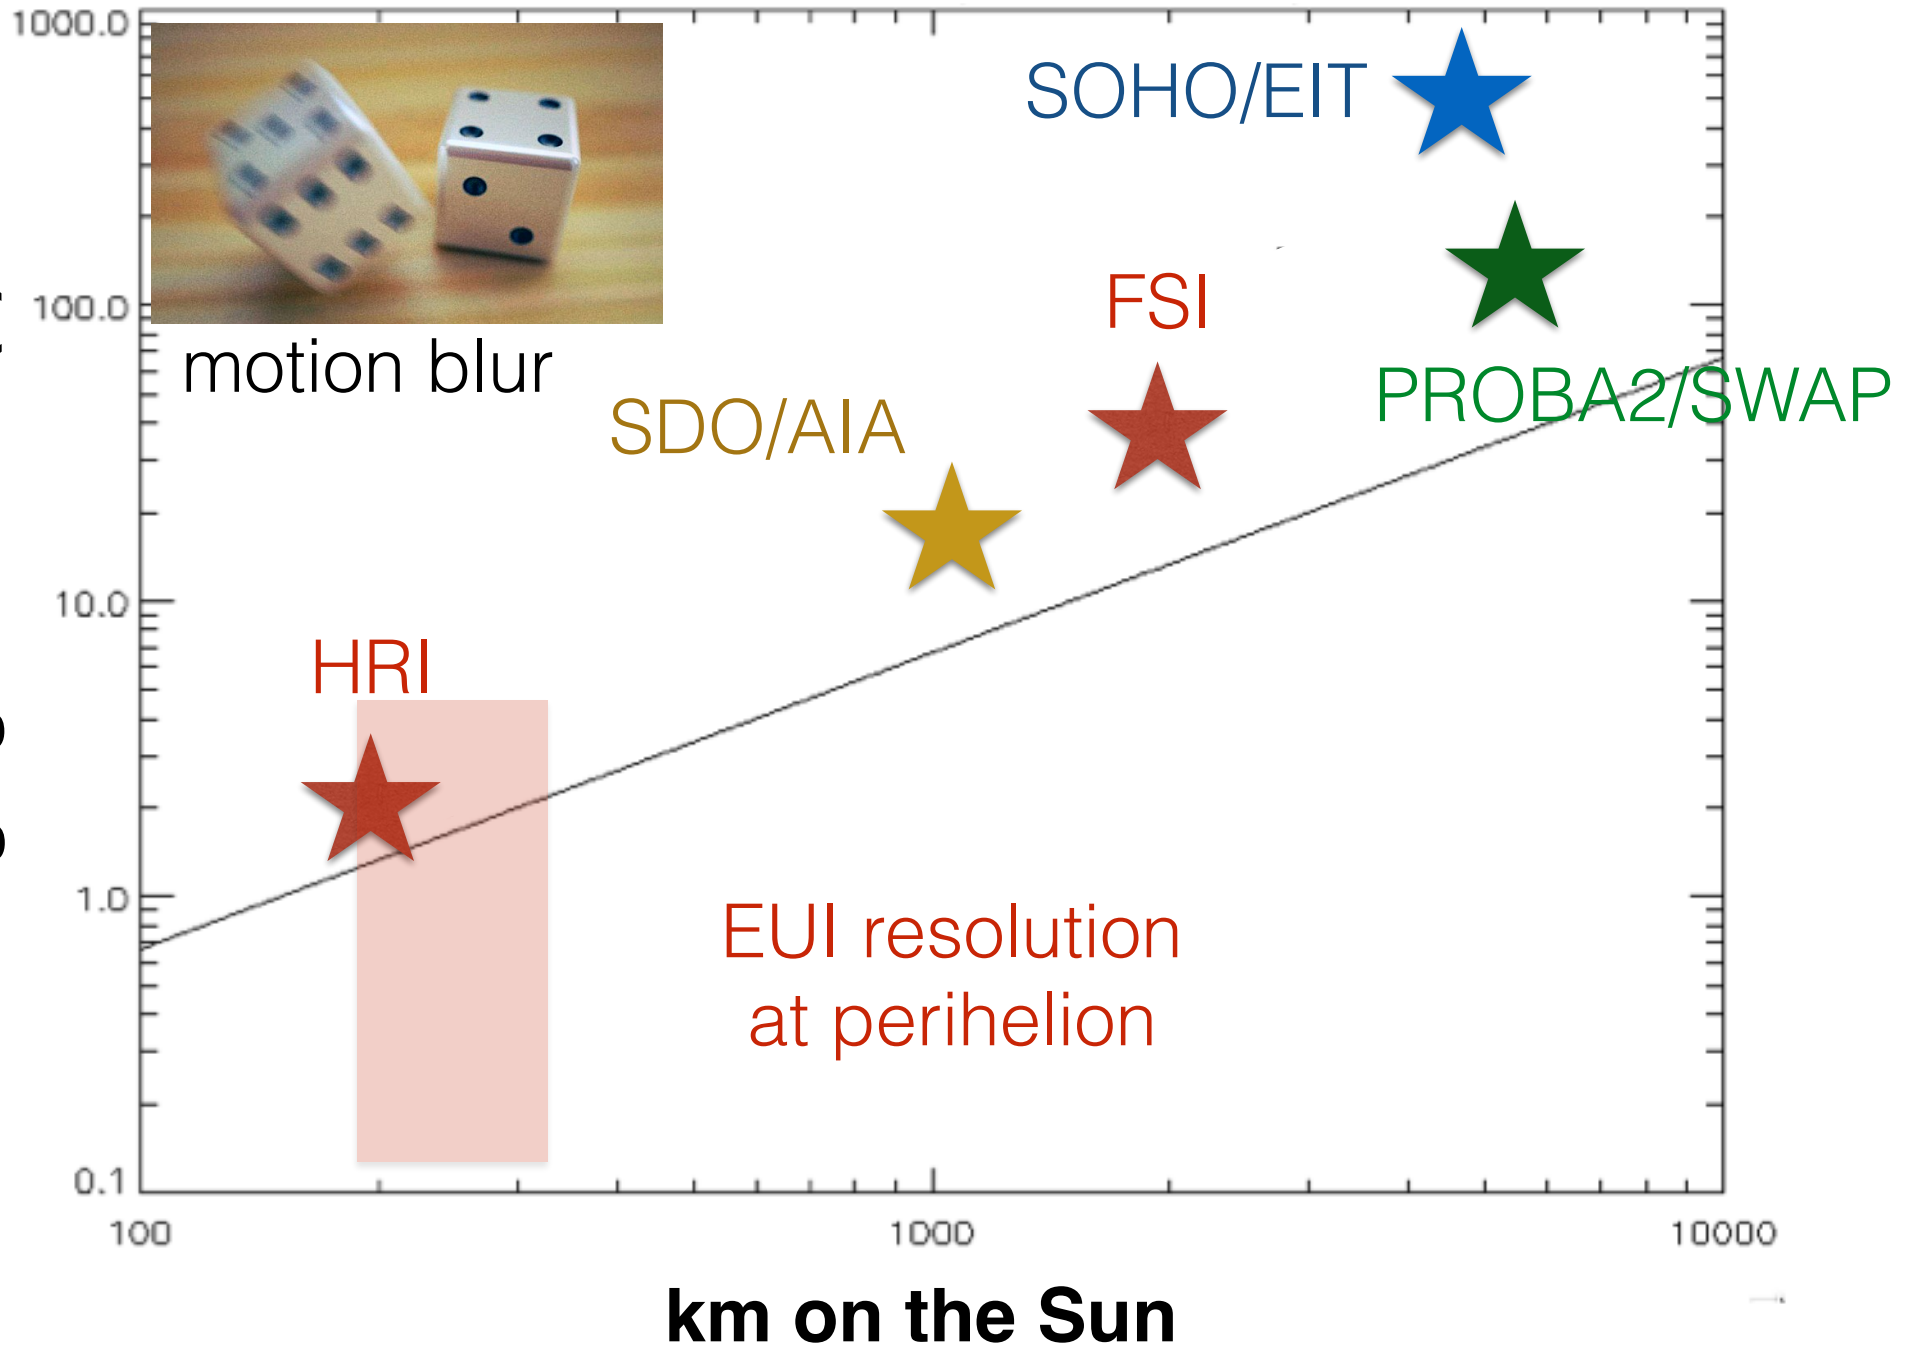 1000.0
SOHO/EIT
FSI
100.0
motion blur
PROBA2/SWAP
SDO/AIA
10.0
HRI
1.0
EUI resolution
at perihelion
0.1
100
1000
10000
km on the Sun